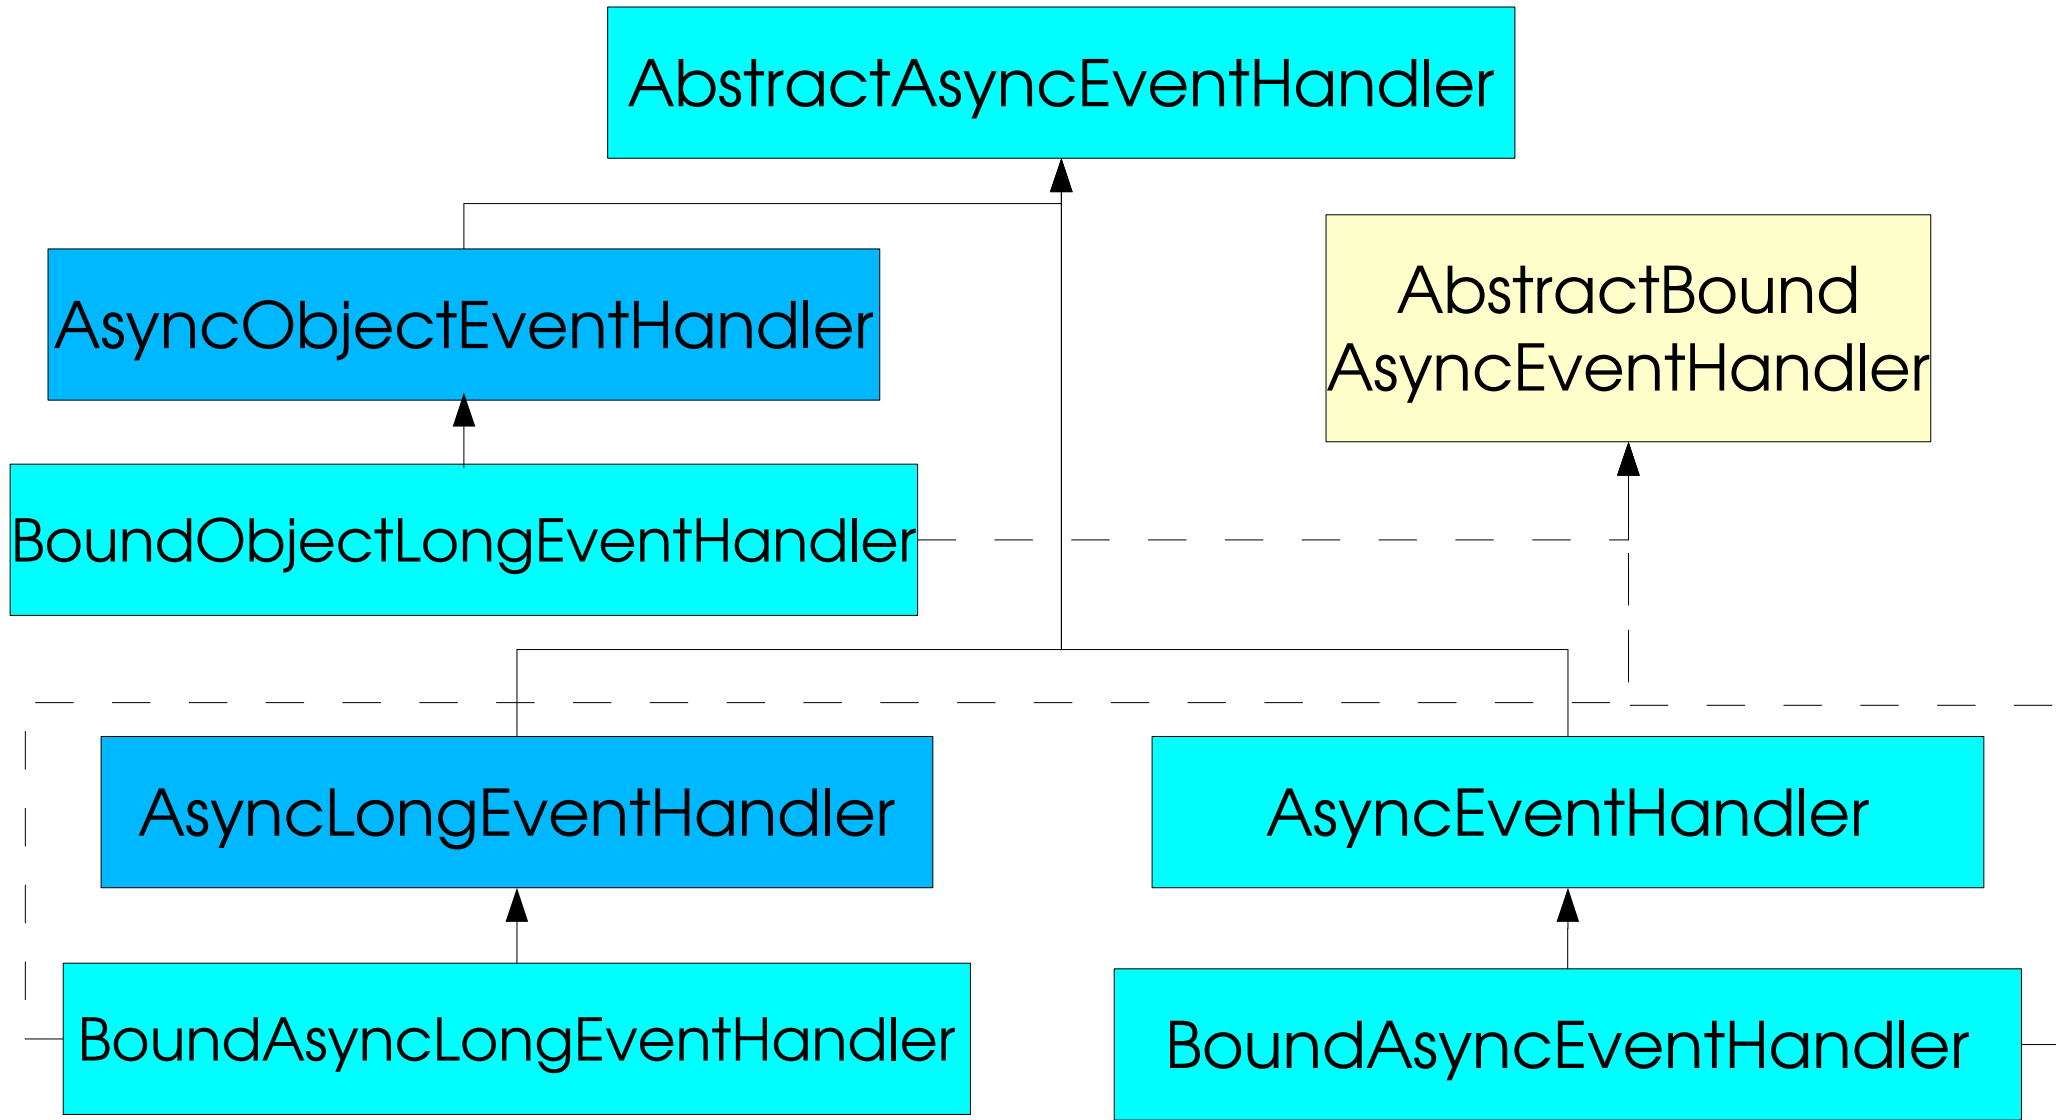 AbstractAsyncEventHandler
AsyncObjectEventHandler
AbstractBound
AsyncEventHandler
BoundObjectLongEventHandler
AsyncLongEventHandler
AsyncEventHandler
BoundAsyncLongEventHandler
BoundAsyncEventHandler